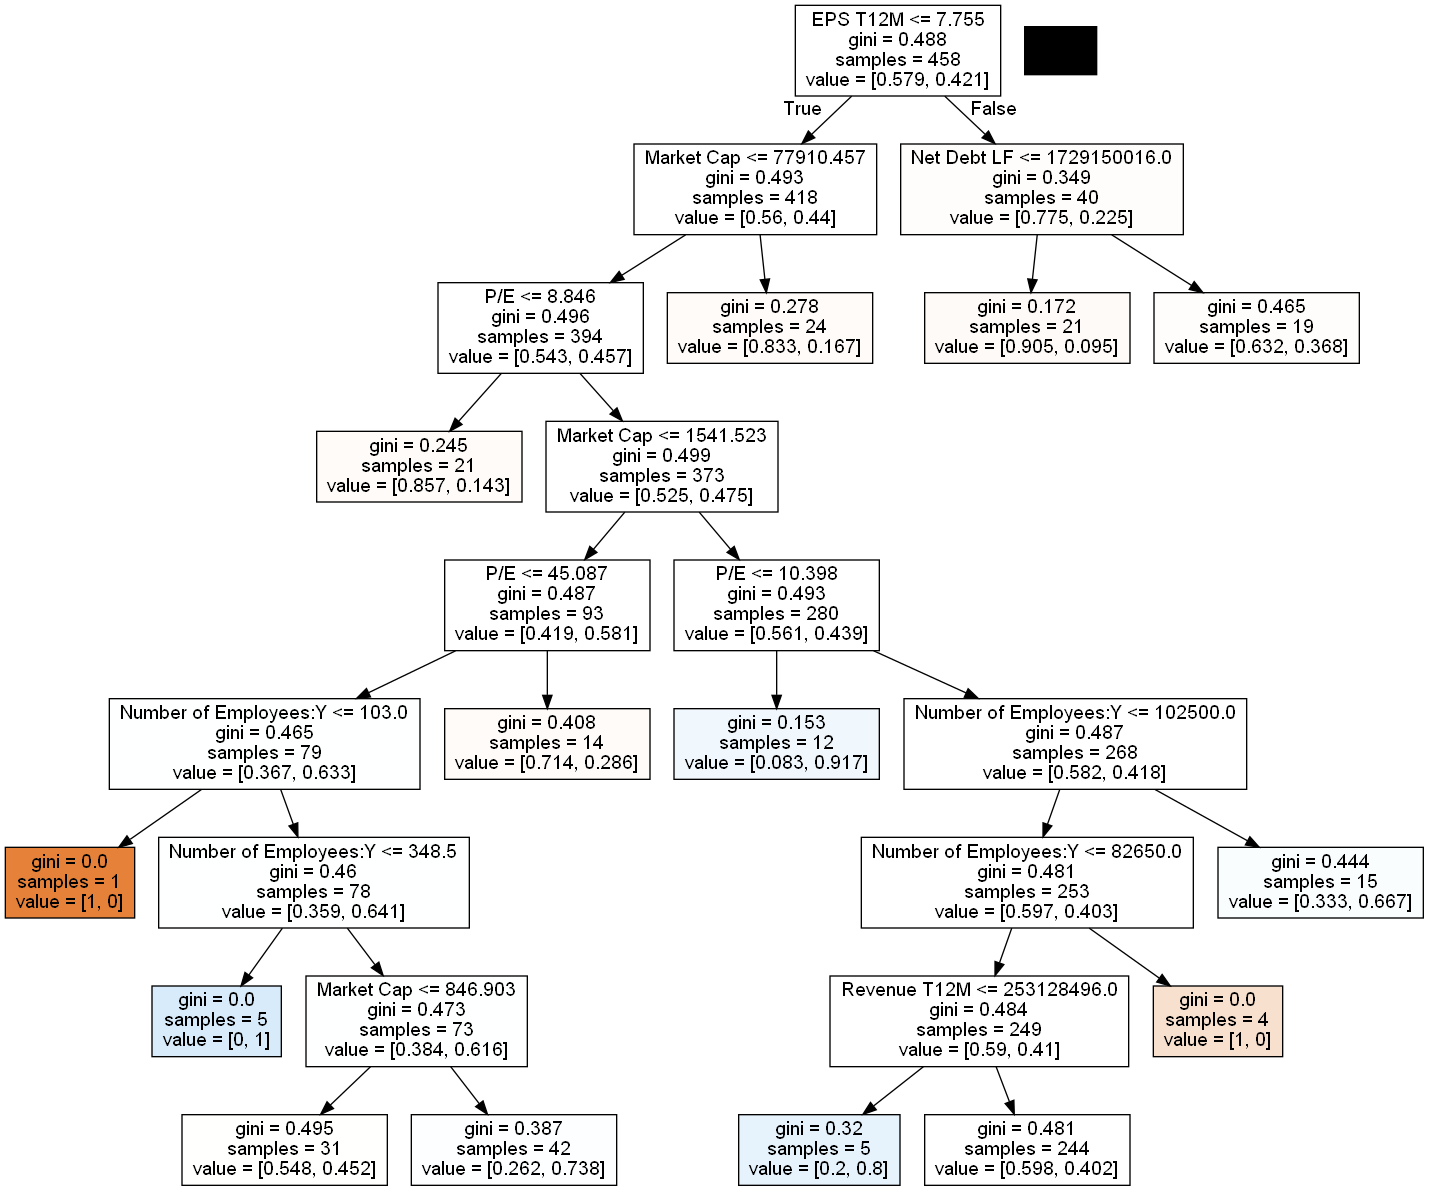 EPS T12M <= 7.755
gini = 0.488
samples = 458
value = [0.579, 0.421]
True
False
Market Cap <= 77910.457
gini = 0.493
samples = 418
value = [0.56, 0.44]
Net Debt LF <= 1729150016.0
gini = 0.349
samples = 40
value = [0.775, 0.225]
P/E <= 8.846
gini = 0.496
samples = 394
value = [0.543, 0.457]
gini = 0.278
samples = 24
value = [0.833, 0.167]
gini = 0.172
samples = 21
value = [0.905, 0.095]
gini = 0.465
samples = 19
value = [0.632, 0.368]
gini = 0.245
samples = 21
value = [0.857, 0.143]
Market Cap <= 1541.523
gini = 0.499
samples = 373
value = [0.525, 0.475]
P/E <= 45.087
gini = 0.487
samples = 93
value = [0.419, 0.581]
P/E <= 10.398
gini = 0.493
samples = 280
value = [0.561, 0.439]
Number of Employees:Y <= 103.0
gini = 0.465
samples = 79
value = [0.367, 0.633]
gini = 0.408
samples = 14
value = [0.714, 0.286]
gini = 0.153
samples = 12
value = [0.083, 0.917]
Number of Employees:Y <= 102500.0
gini = 0.487
samples = 268
value = [0.582, 0.418]
gini = 0.0
samples = 1
value = [1, 0]
Number of Employees:Y <= 348.5
gini = 0.46
samples = 78
value = [0.359, 0.641]
Number of Employees:Y <= 82650.0
gini = 0.481
samples = 253
value = [0.597, 0.403]
gini = 0.444
samples = 15
value = [0.333, 0.667]
gini = 0.0
samples = 5
value = [0, 1]
Market Cap <= 846.903
gini = 0.473
samples = 73
value = [0.384, 0.616]
Revenue T12M <= 253128496.0
gini = 0.484
samples = 249
value = [0.59, 0.41]
gini = 0.0
samples = 4
value = [1, 0]
gini = 0.495
samples = 31
value = [0.548, 0.452]
gini = 0.387
samples = 42
value = [0.262, 0.738]
gini = 0.32
samples = 5
value = [0.2, 0.8]
gini = 0.481
samples = 244
value = [0.598, 0.402]